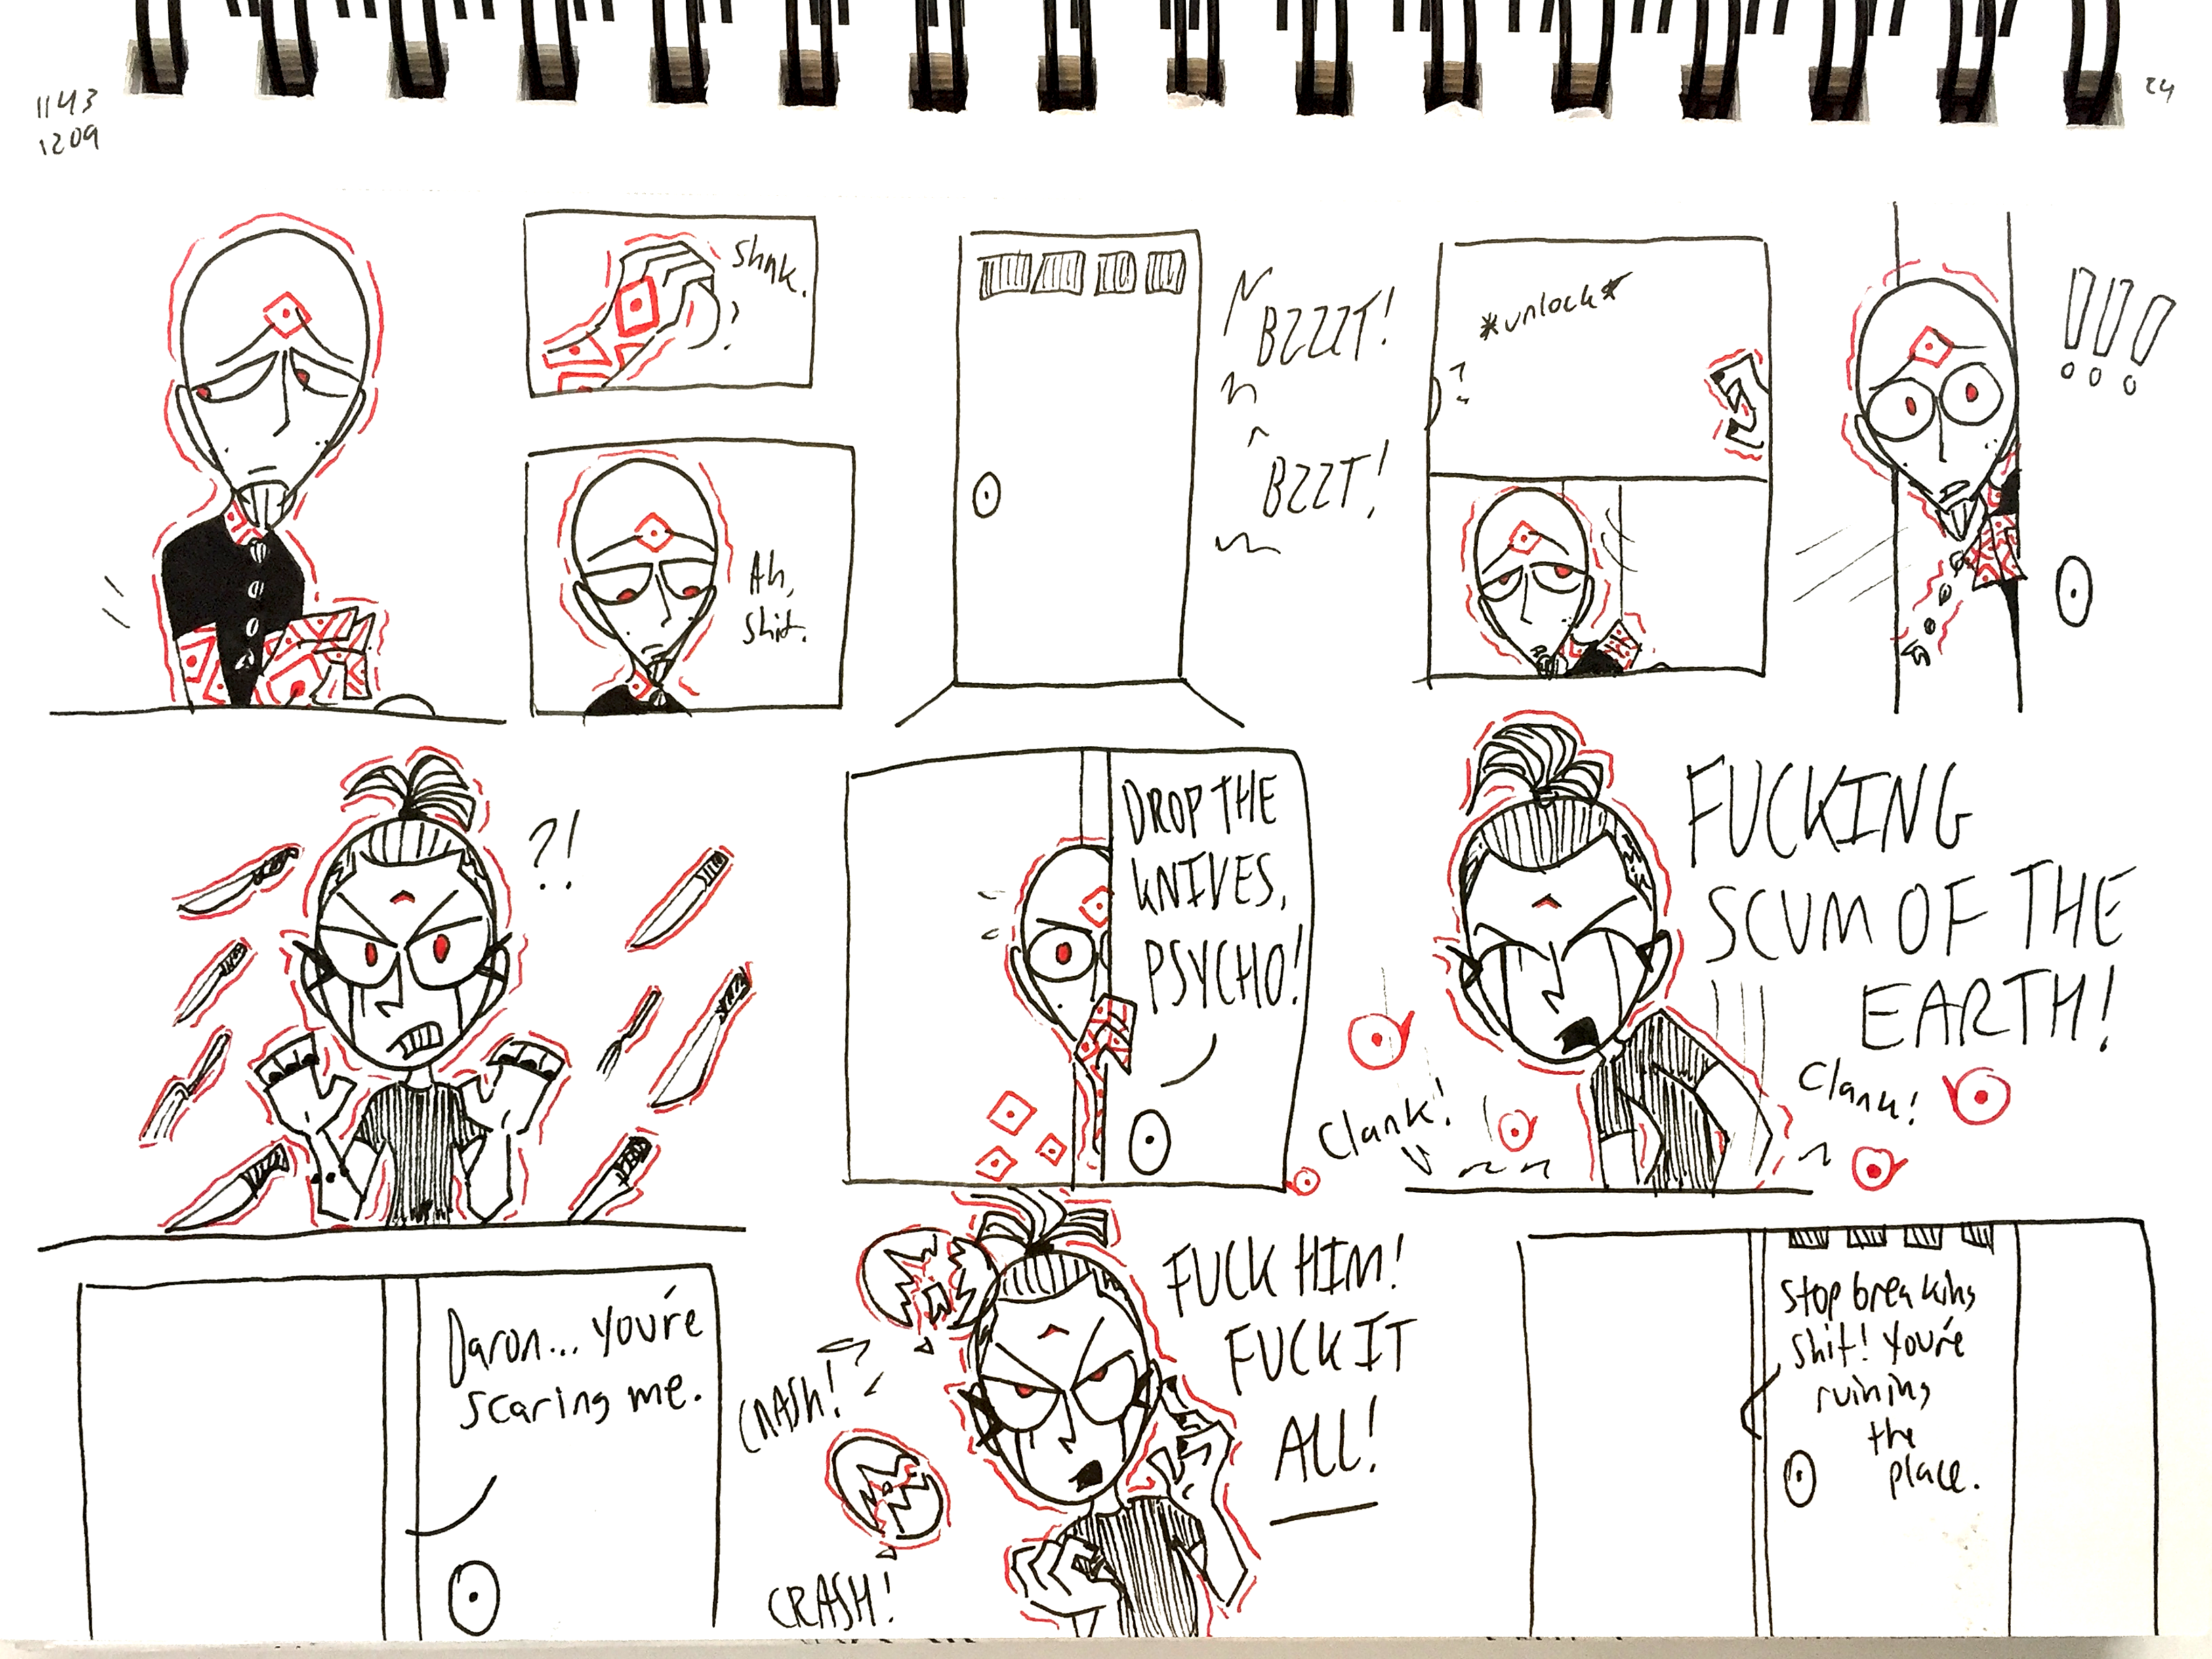 1143
1209
24
Shnk.
?
Ah,
shit.
BZZZT!
BZZT!
*unlock*
!!!
?!
DROP THE
KNIVES,
PSYCHO!
FUCKING
SCUM OF THE
EARTH!
Clank!
Clank!
Daron... you're
scaring me.
CRASH!
CRASH!
FUCK HIM!
FUCK IT
ALL!
Stop breaking
shit! You're
ruining
the
place.